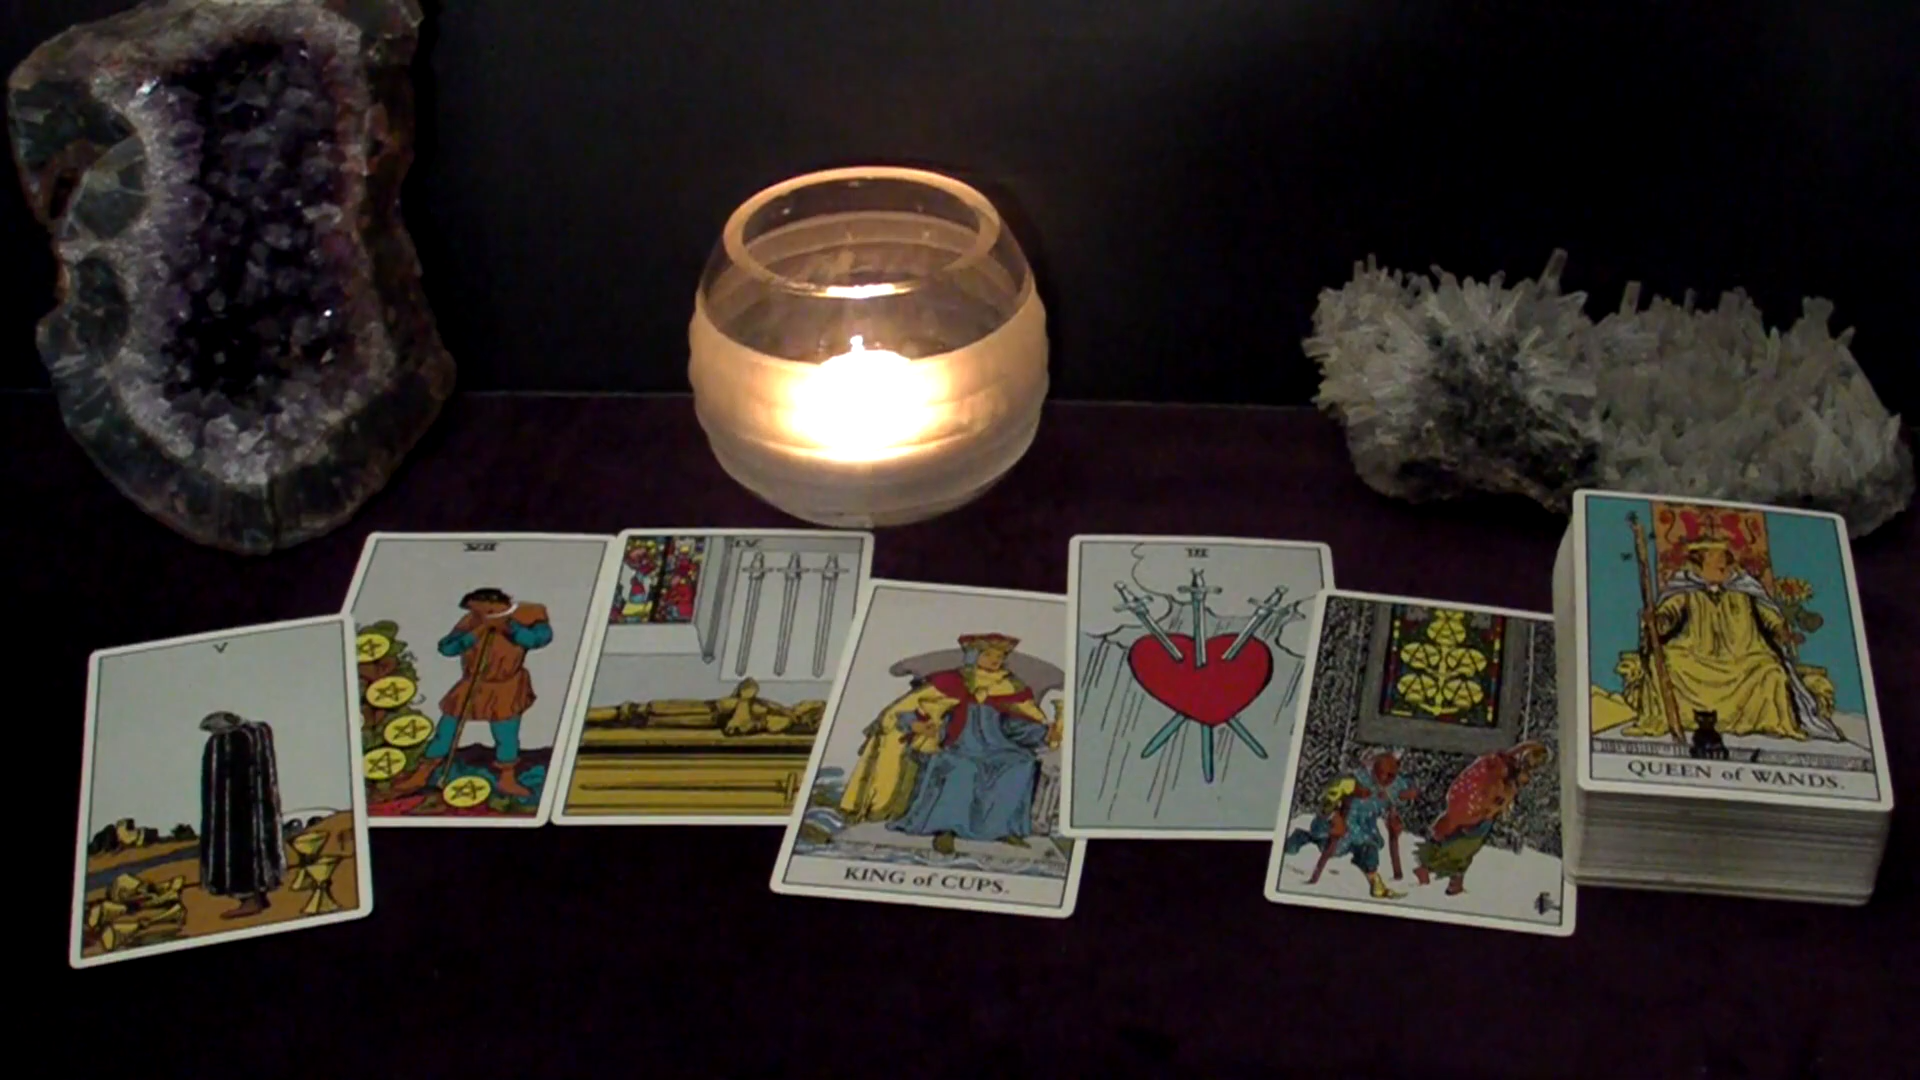 V
VII
IV
KING of CUPS.
III
QUEEN of WANDS.